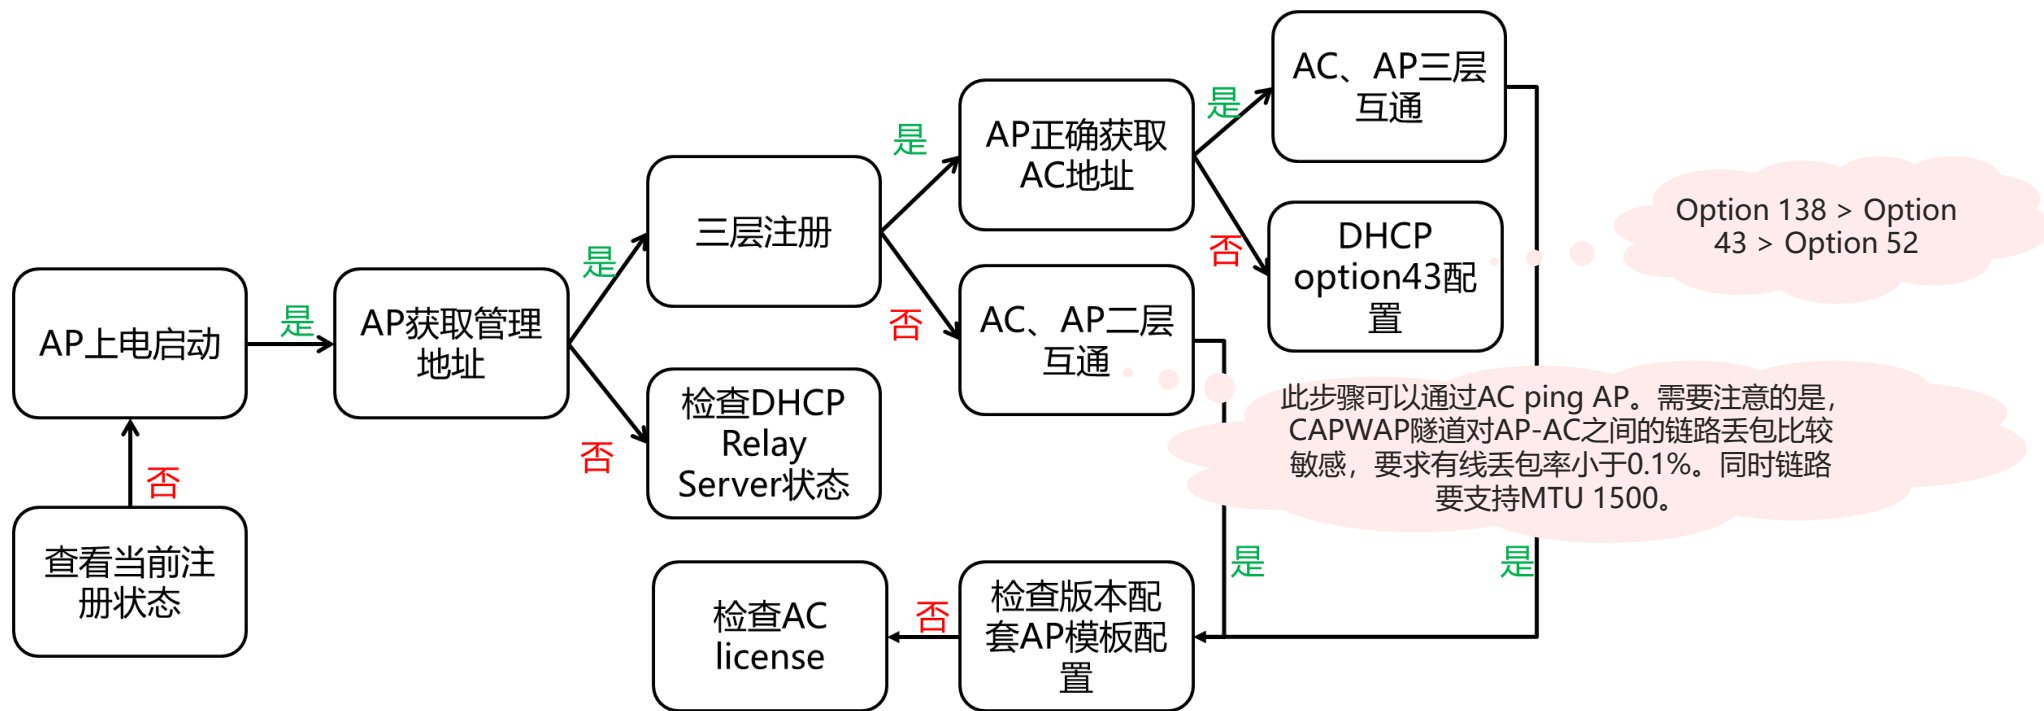 查看当前注
册状态
否
AP上电启动
是
AP获取管理
地址
是
否
三层注册
检查DHCP
Relay
Server状态
是
否
AP正确获取
AC地址
AC、AP二层
互通
是
否
AC、AP三层
互通
DHCP
option43配
置
Option 138 > Option
43 > Option 52
此步骤可以通过AC ping AP。需要注意的是，
CAPWAP隧道对AP-AC之间的链路丢包比较
敏感，要求有线丢包率小于0.1%。同时链路
要支持MTU 1500。
是
是
检查版本配
套AP模板配
置
否
检查AC
license